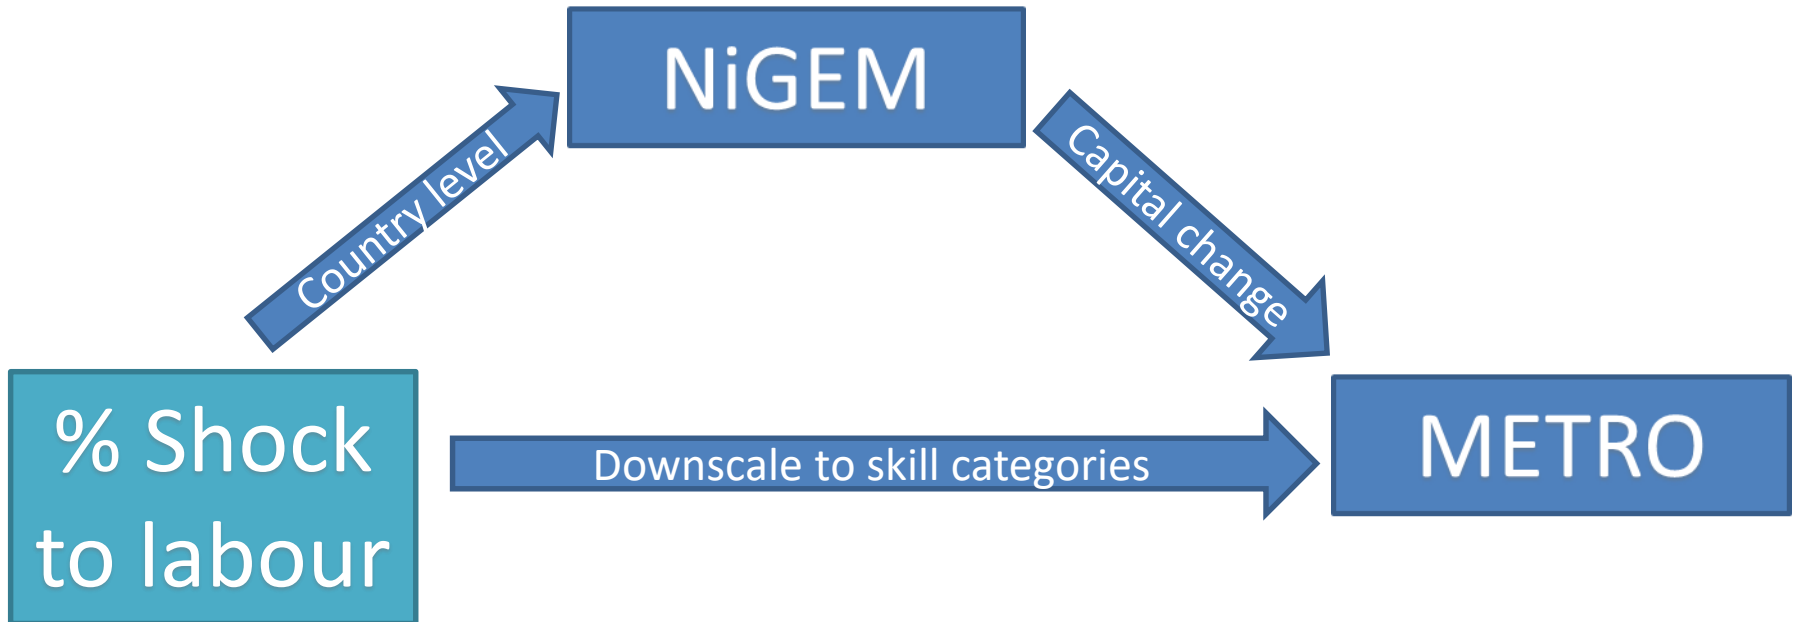 NiGEM
Country level
Capital change
% Shock
to labour
Downscale to skill categories
METRO